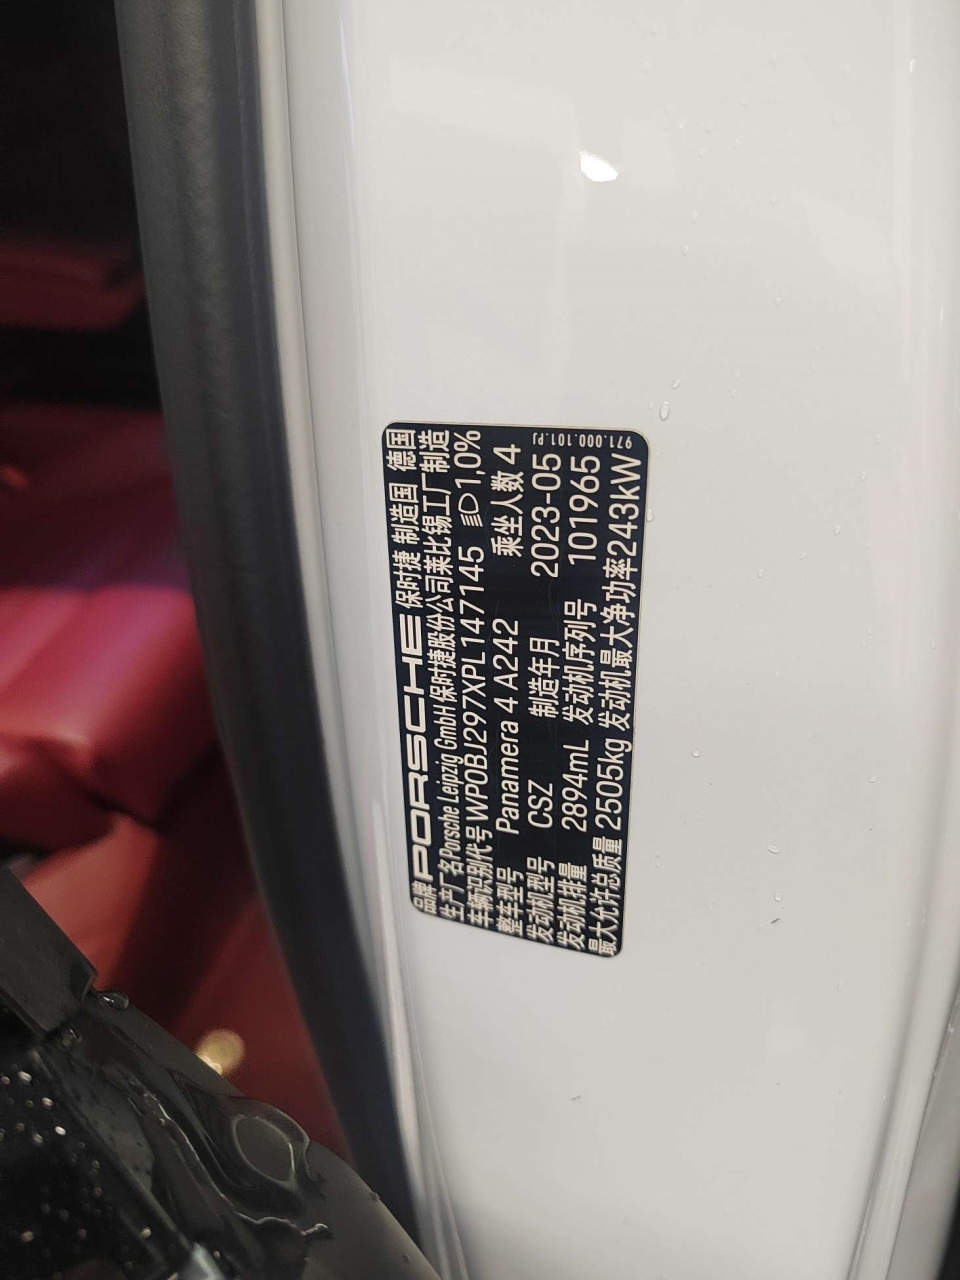 品牌 PORSCHE 保时捷 制造国 德国
生产厂名 Porsche Leipzig GmbH 保时捷股份公司莱比锡工厂制造
车辆识别代号 WP0BJ297XPL147145 1,0%
整车型号 Panamera 4 A242 乘坐人数 4
发动机型号 CSZ 制造年月 2023-05
发动机排量 2894mL 发动机序列号 101965
最大允许总质量 2505kg 发动机最大净功率 243kW
971.000.101.PJ